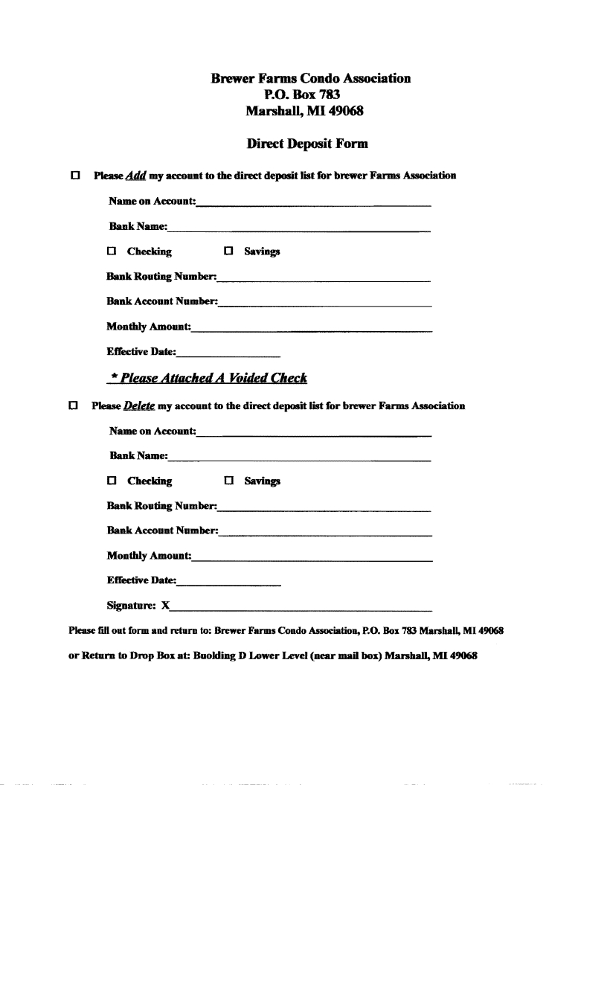 Brewer Farms Condo Association
P.O. Box 783
Marshall, MI 49068
Direct Deposit Form
☐ Please Add my account to the direct deposit list for brewer Farms Association
Name on Account:
Bank Name:
☐ Checking ☐ Savings
Bank Routing Number:
Bank Account Number:
Monthly Amount:
Effective Date:
* Please Attached A Voided Check
☐ Please Delete my account to the direct deposit list for brewer Farms Association
Name on Account:
Bank Name:
☐ Checking ☐ Savings
Bank Routing Number:
Bank Account Number:
Monthly Amount:
Effective Date:
Signature: X
Please fill out form and return to: Brewer Farms Condo Association, P.O. Box 783 Marshall, MI 49068
or Return to Drop Box at: Buolding D Lower Level (near mail box) Marshall, MI 49068